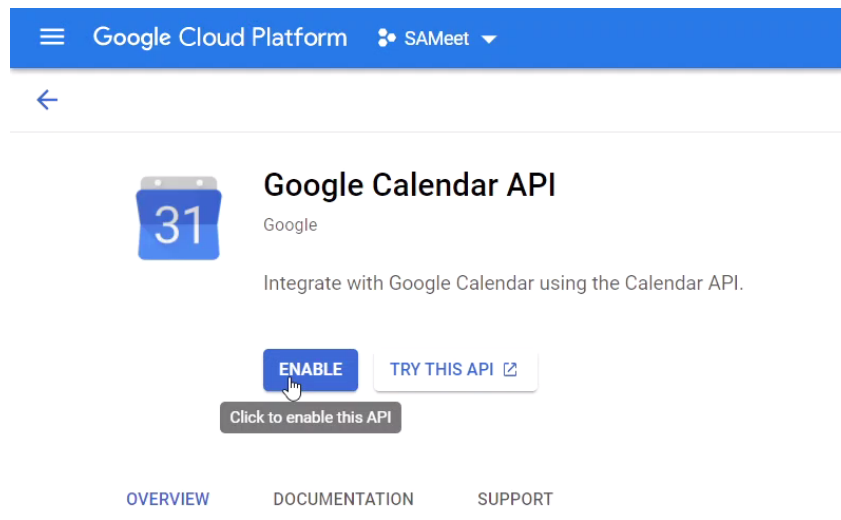 Google Cloud Platform SAMeet
31
Google Calendar API
Google
Integrate with Google Calendar using the Calendar API.
ENABLE TRY THIS API
Click to enable this API
OVERVIEW DOCUMENTATION SUPPORT